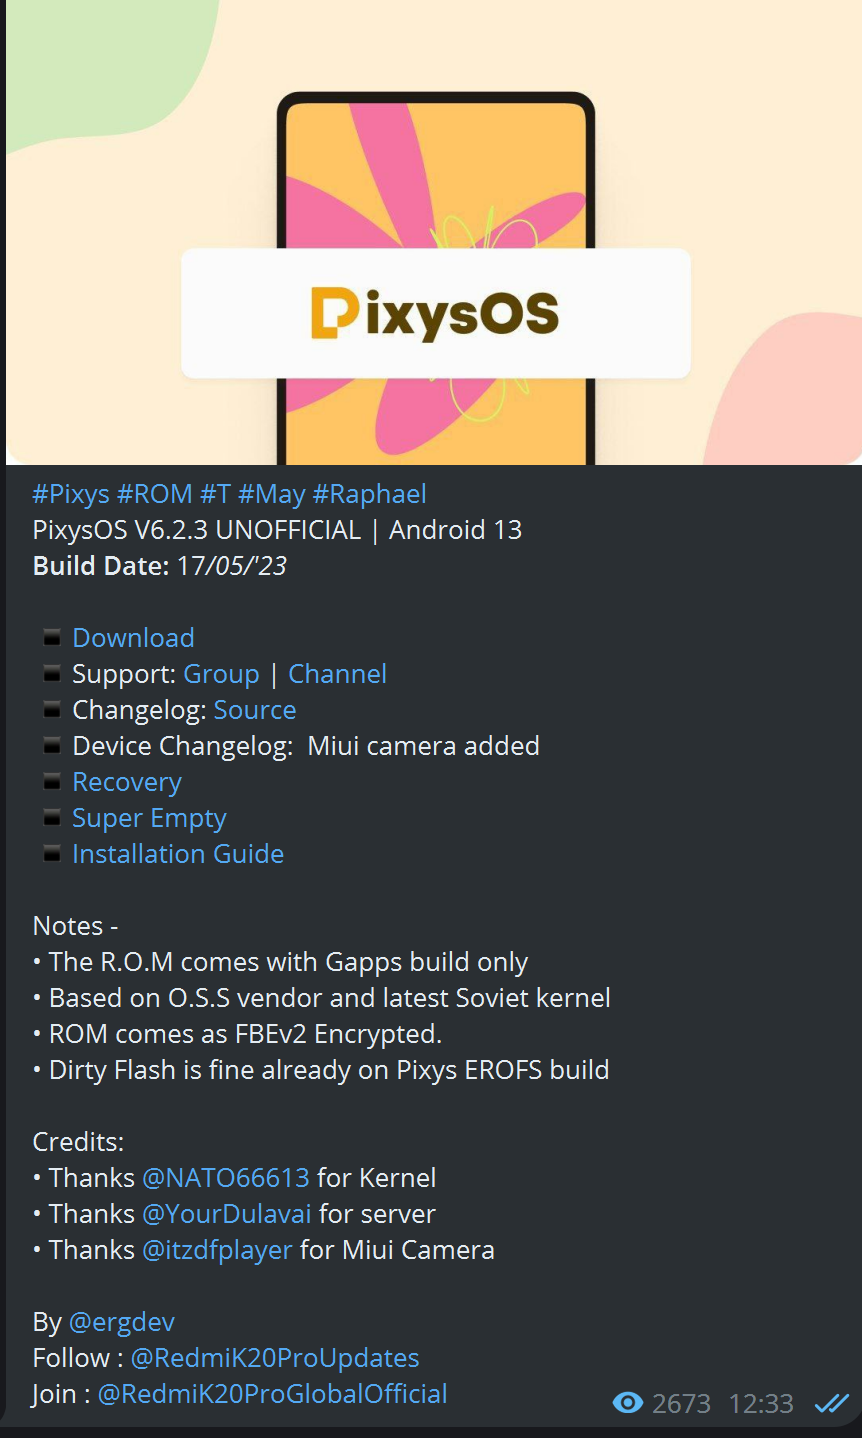 PixysOS
#Pixys #ROM #T #May #Raphael
PixysOS V6.2.3 UNOFFICIAL | Android 13
Build Date: 17/05/'23
Download
Support: Group | Channel
Changelog: Source
Device Changelog:  Miui camera added
Recovery
Super Empty
Installation Guide
Notes -
• The R.O.M comes with Gapps build only
• Based on O.S.S vendor and latest Soviet kernel
• ROM comes as FBEv2 Encrypted.
• Dirty Flash is fine already on Pixys EROFS build
Credits:
• Thanks @NATO66613 for Kernel
• Thanks @YourDulavai for server
• Thanks @itzdfplayer for Miui Camera
By @ergdev
Follow : @RedmiK20ProUpdates
Join : @RedmiK20ProGlobalOfficial
2673 12:33